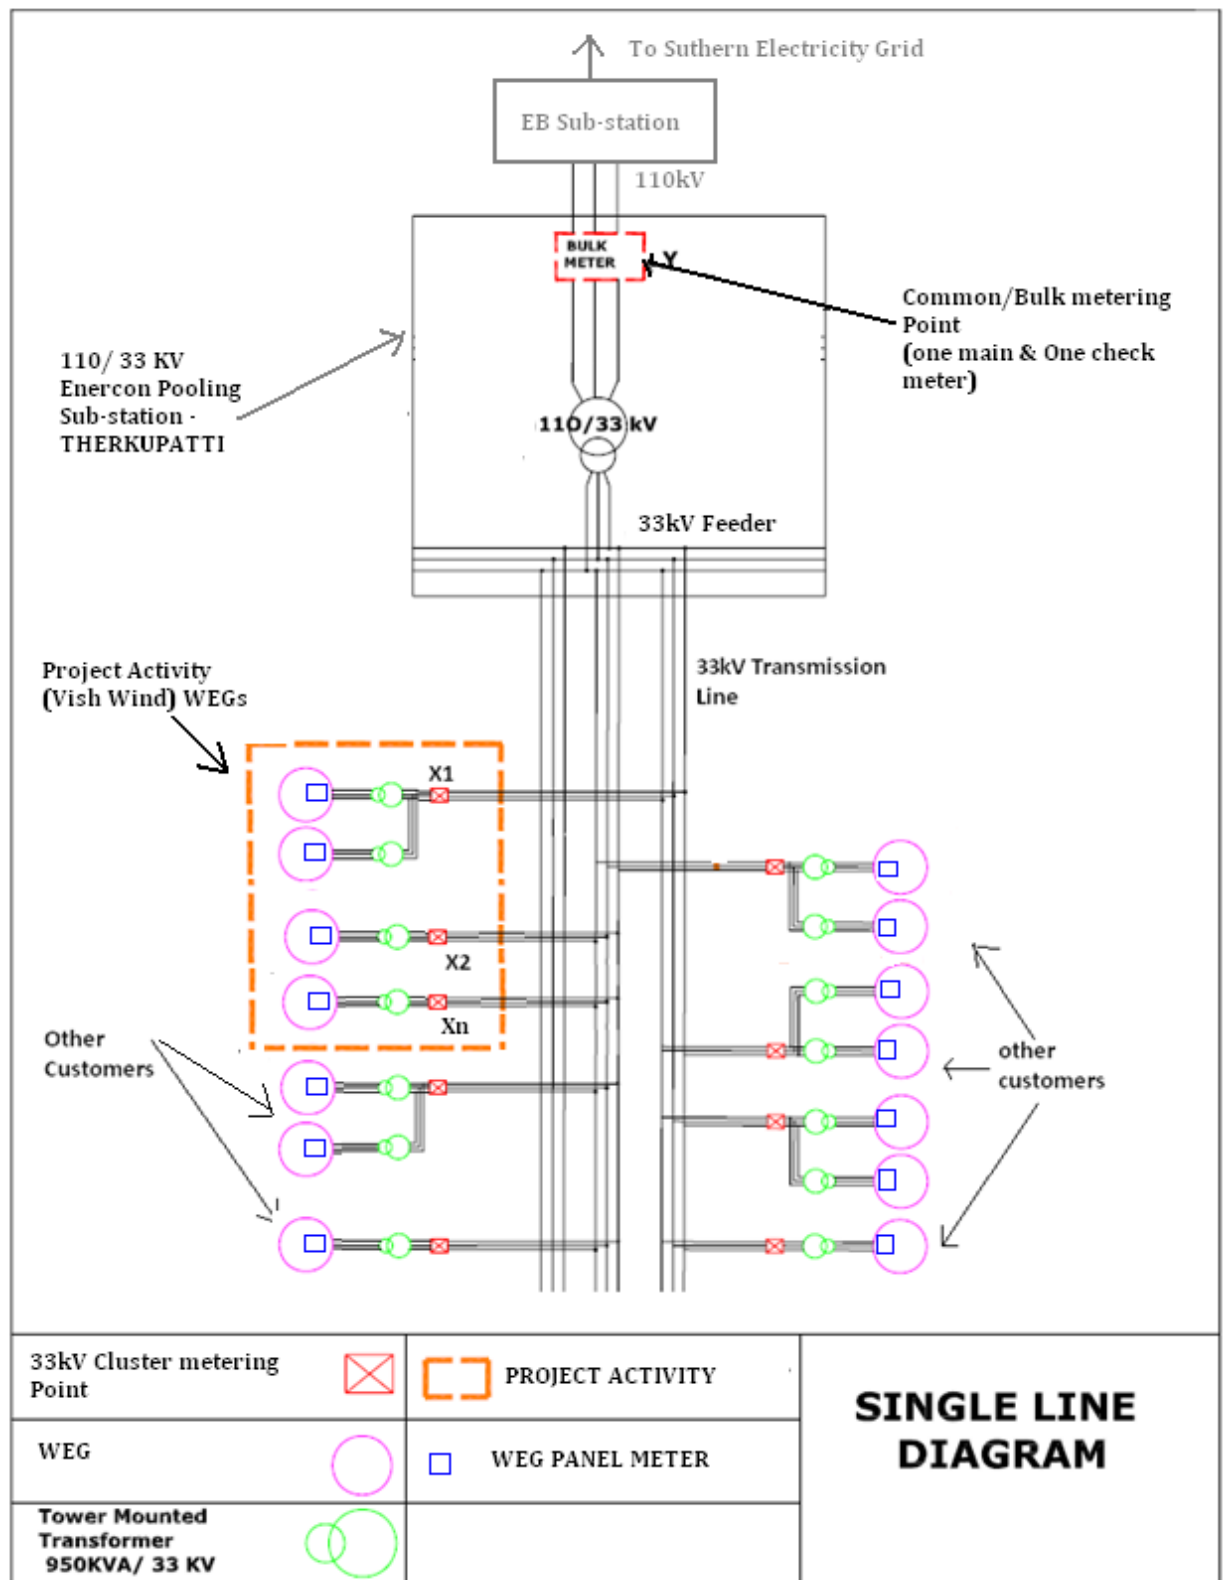 To Suthern Electricity Grid
EB Sub-station
110kV
BULK
METER
Y
Common/Bulk metering
Point
(one main & One check
meter)
110/ 33 KV
Enercon Pooling
Sub-station -
THERKUPATTI
110/33 kV
33kV Feeder
33kV Transmission
Line
Project Activity
(Vish Wind) WEGs
X1
X2
Xn
Other
Customers
other
customers
33kV Cluster metering
Point
PROJECT ACTIVITY
WEG
WEG PANEL METER
Tower Mounted
Transformer
950KVA/ 33 KV
SINGLE LINE
DIAGRAM